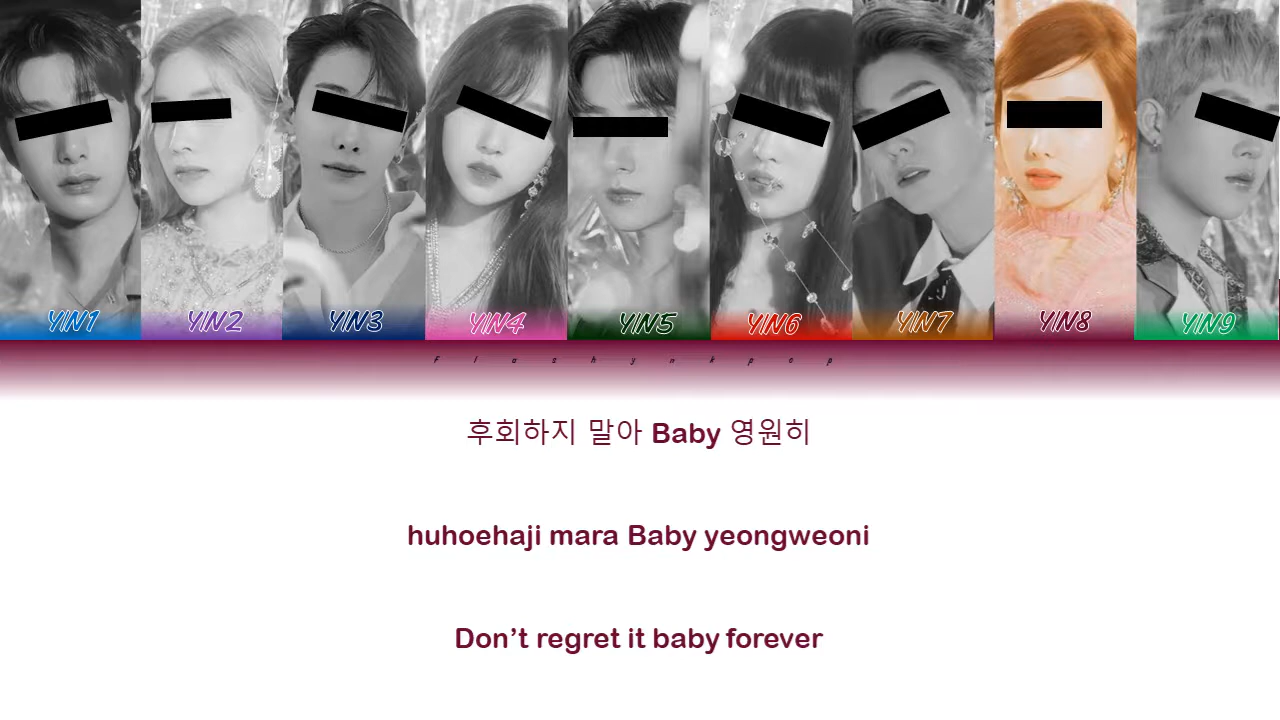 YIN1 YIN2 YIN3 YIN4 YIN5 YIN6 YIN7 YIN8 YIN9
Flazhynkpop
후회하지 말아 Baby 영원히
huhoehaji mara Baby yeongweoni
Don’t regret it baby forever